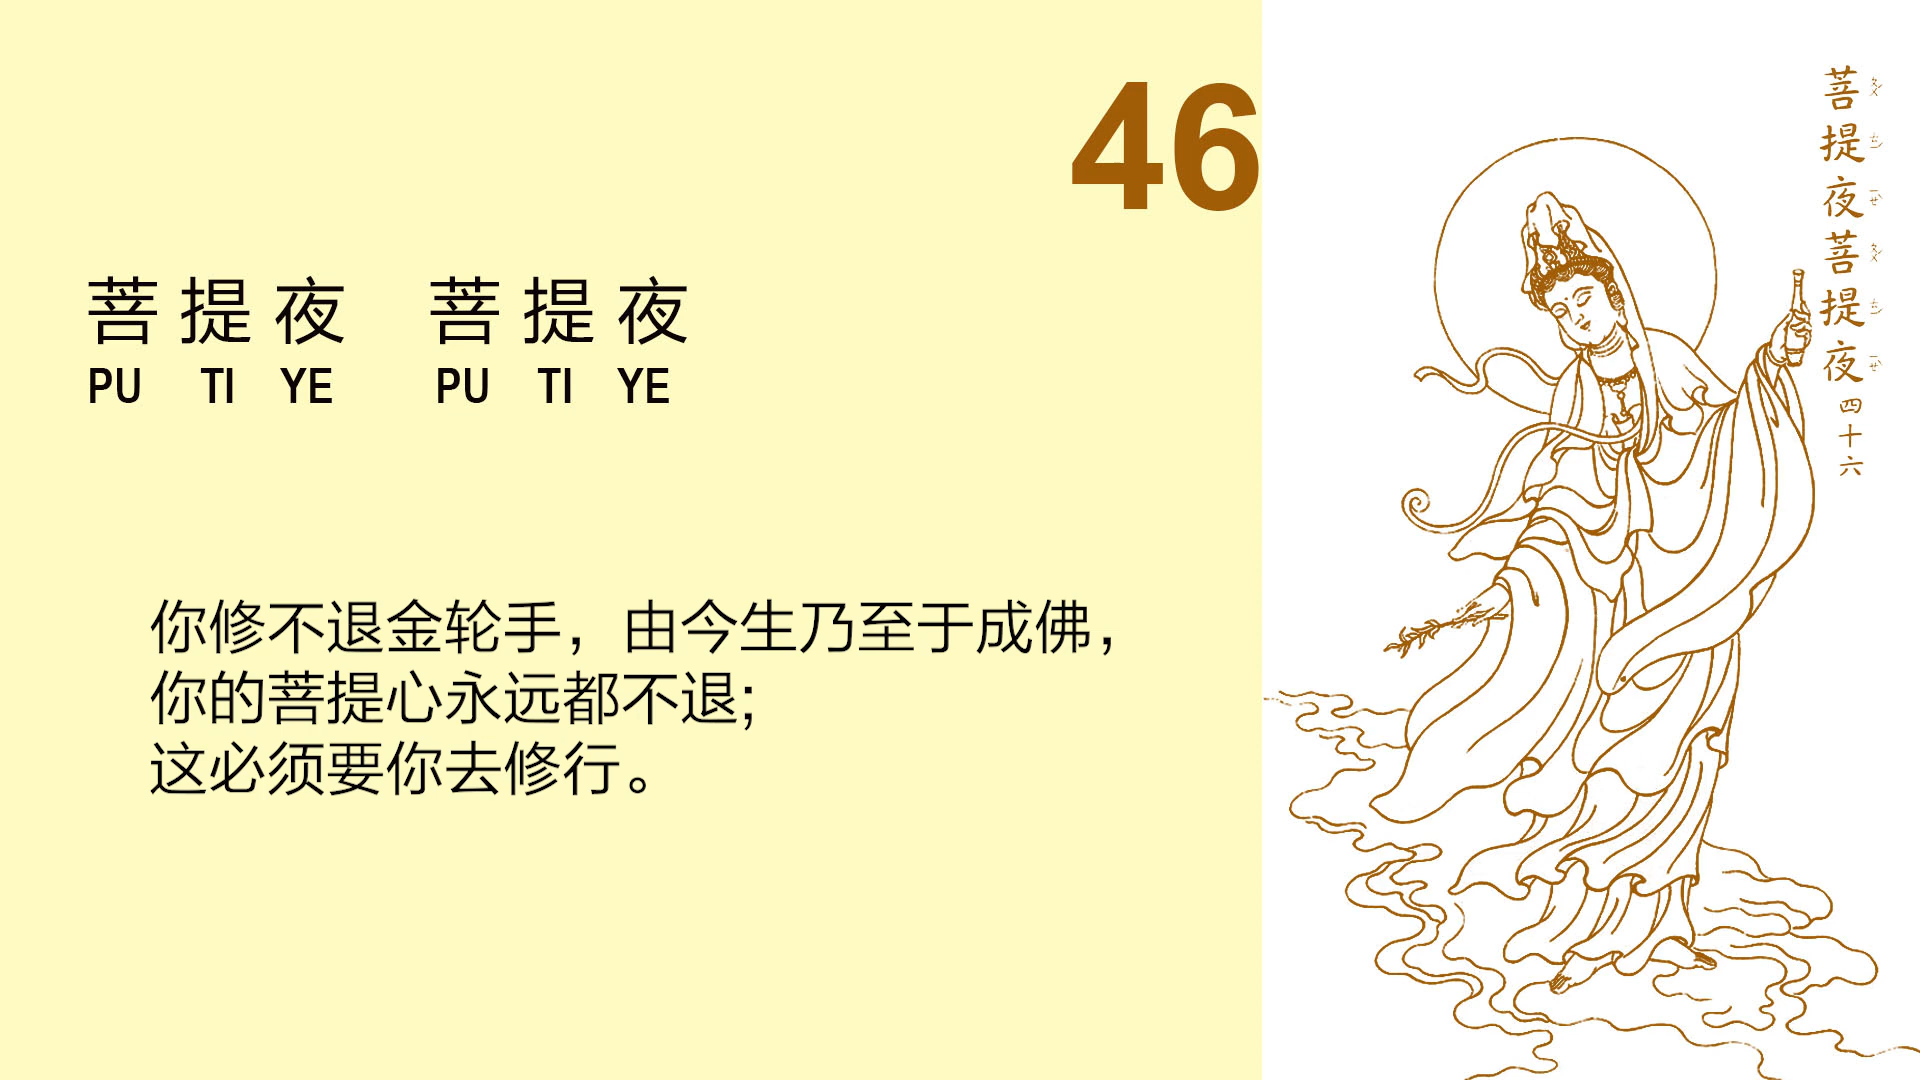 46
菩提夜 菩提夜
PU TI YE PU TI YE
你修不退金轮手，由今生乃至于成佛，
你的菩提心永远都不退;
这必须要你去修行。
菩提夜菩提夜四十六